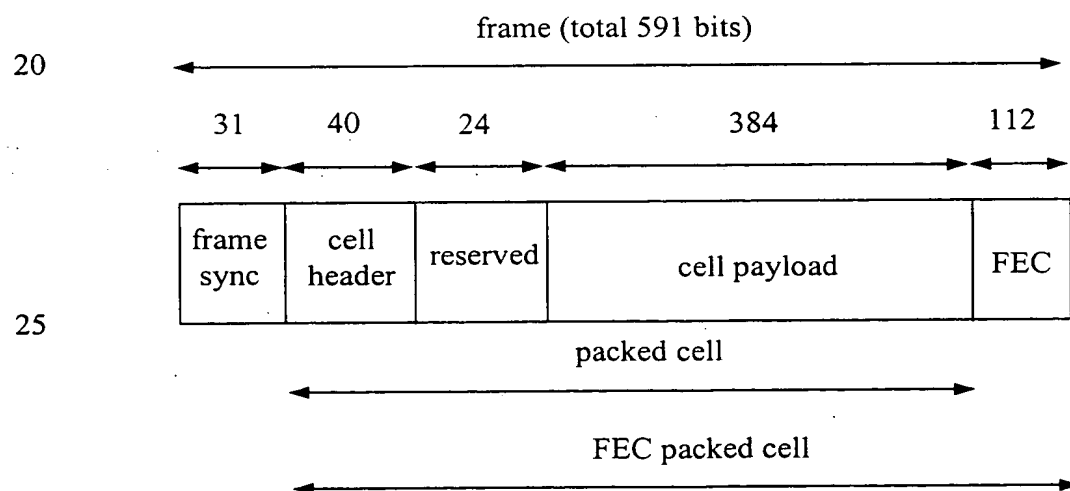 frame (total 591 bits)
20
31 40 24 384 112
frame sync
cell header
reserved
cell payload
FEC
25
packed cell
FEC packed cell